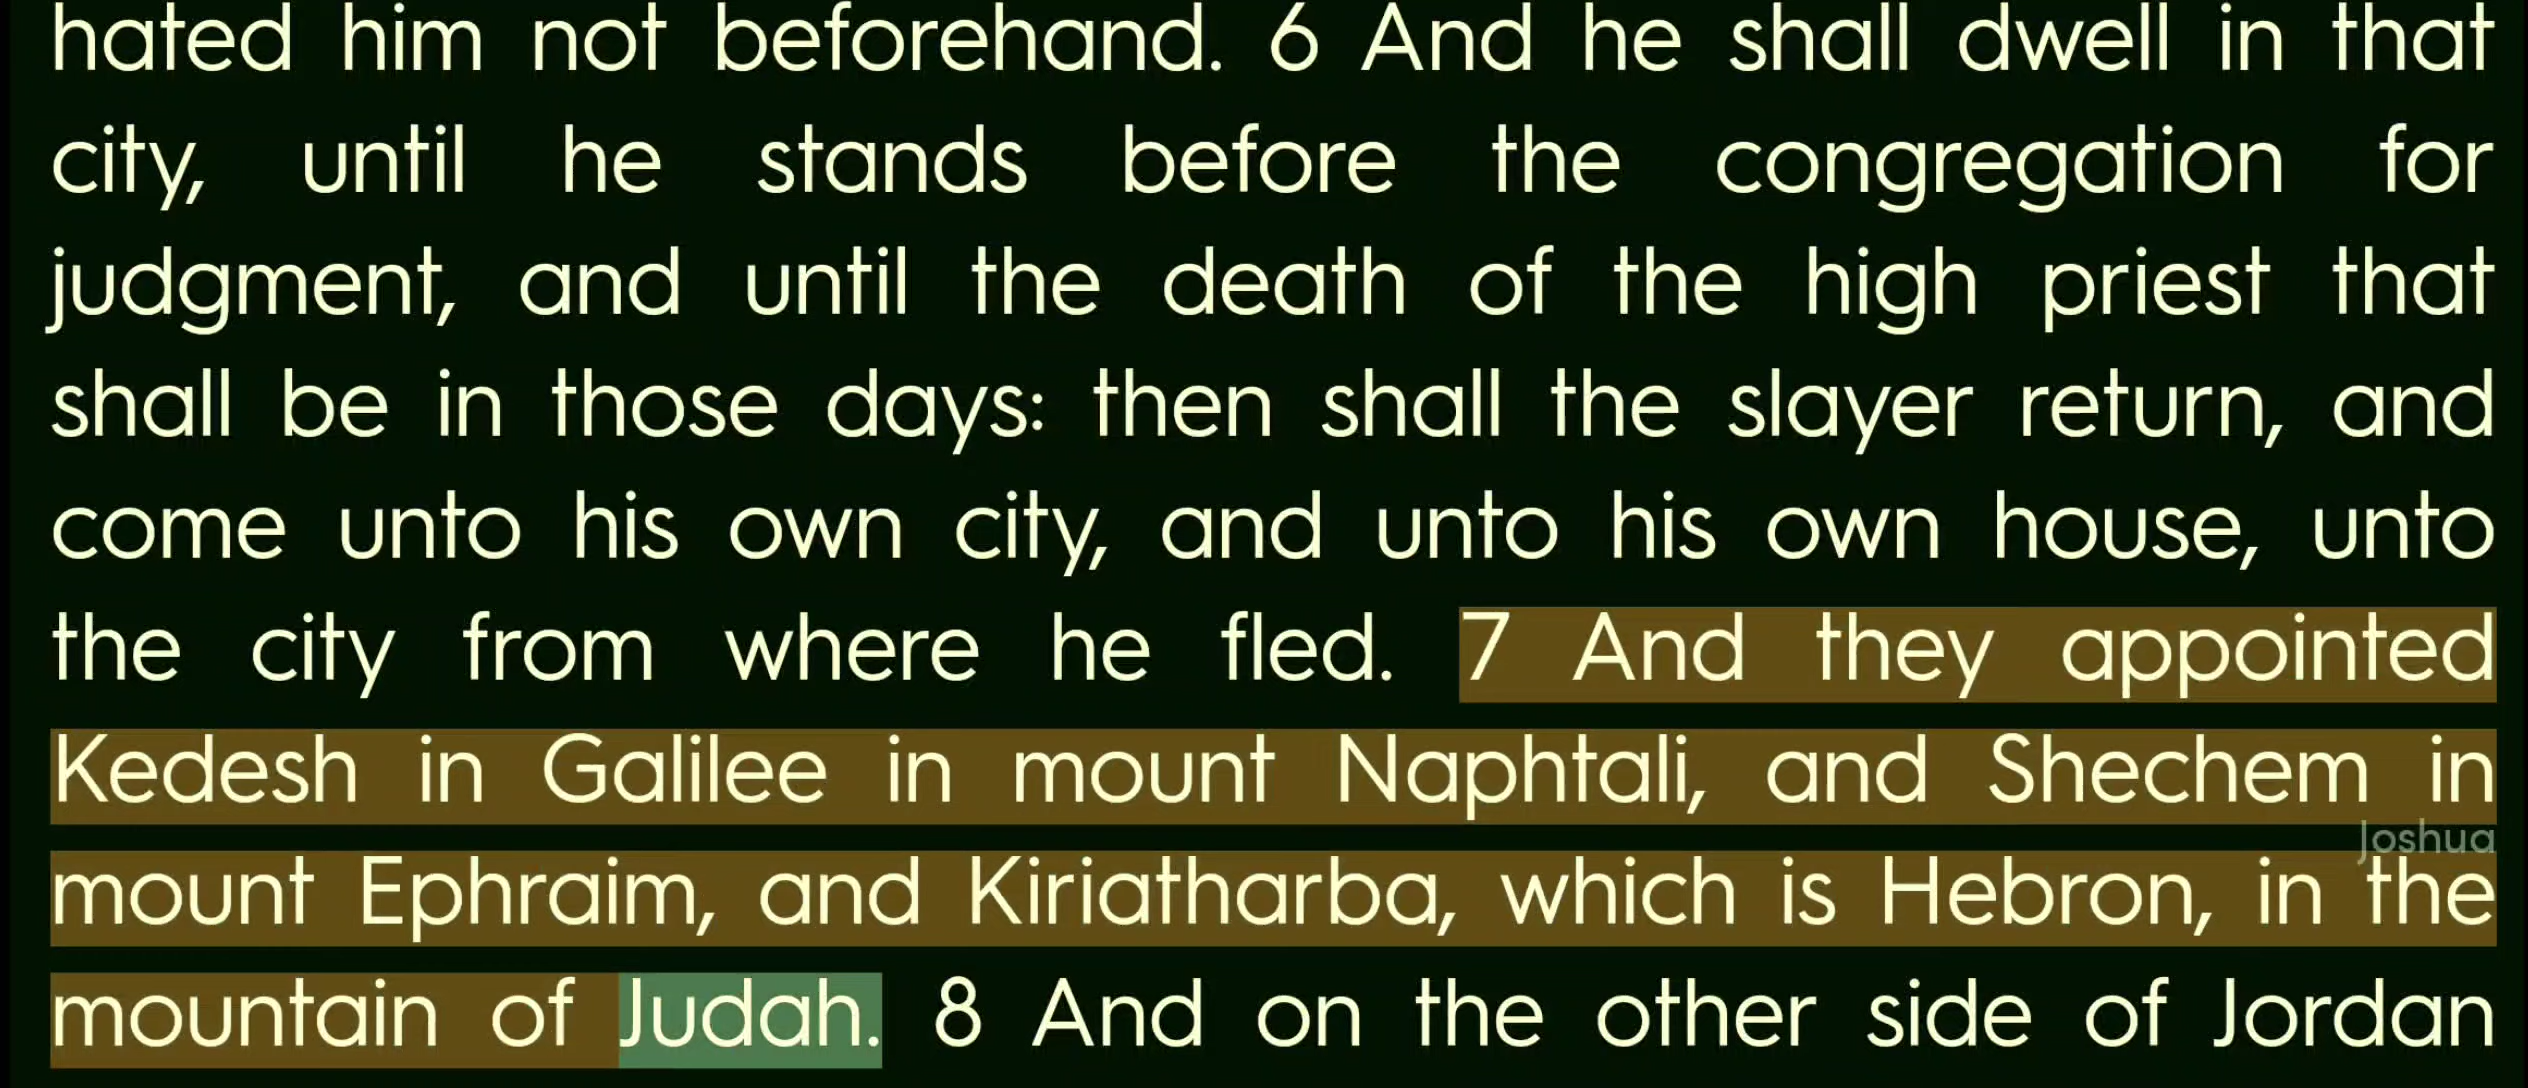 hated him not beforehand. 6 And he shall dwell in that
city, until he stands before the congregation for
judgment, and until the death of the high priest that
shall be in those days: then shall the slayer return, and
come unto his own city, and unto his own house, unto
the city from where he fled. 7 And they appointed
Kedesh in Galilee in mount Naphtali, and Shechem in
Joshua
mount Ephraim, and Kiriatharba, which is Hebron, in the
mountain of Judah. 8 And on the other side of Jordan